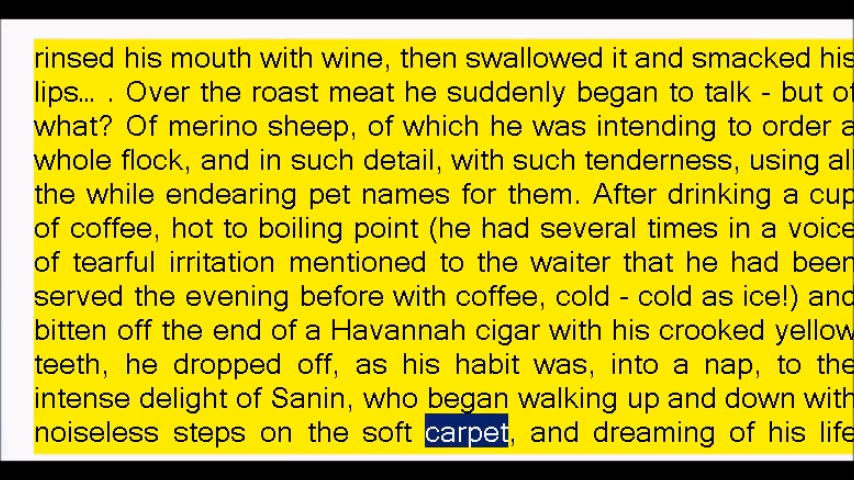 rinsed his mouth with wine, then swallowed it and smacked his
lips... . Over the roast meat he suddenly began to talk - but of
what? Of merino sheep, of which he was intending to order a
whole flock, and in such detail, with such tenderness, using all
the while endearing pet names for them. After drinking a cup
of coffee, hot to boiling point (he had several times in a voice
of tearful irritation mentioned to the waiter that he had been
served the evening before with coffee, cold - cold as ice!) and
bitten off the end of a Havannah cigar with his crooked yellow
teeth, he dropped off, as his habit was, into a nap, to the
intense delight of Sanin, who began walking up and down with
noiseless steps on the soft carpet, and dreaming of his life